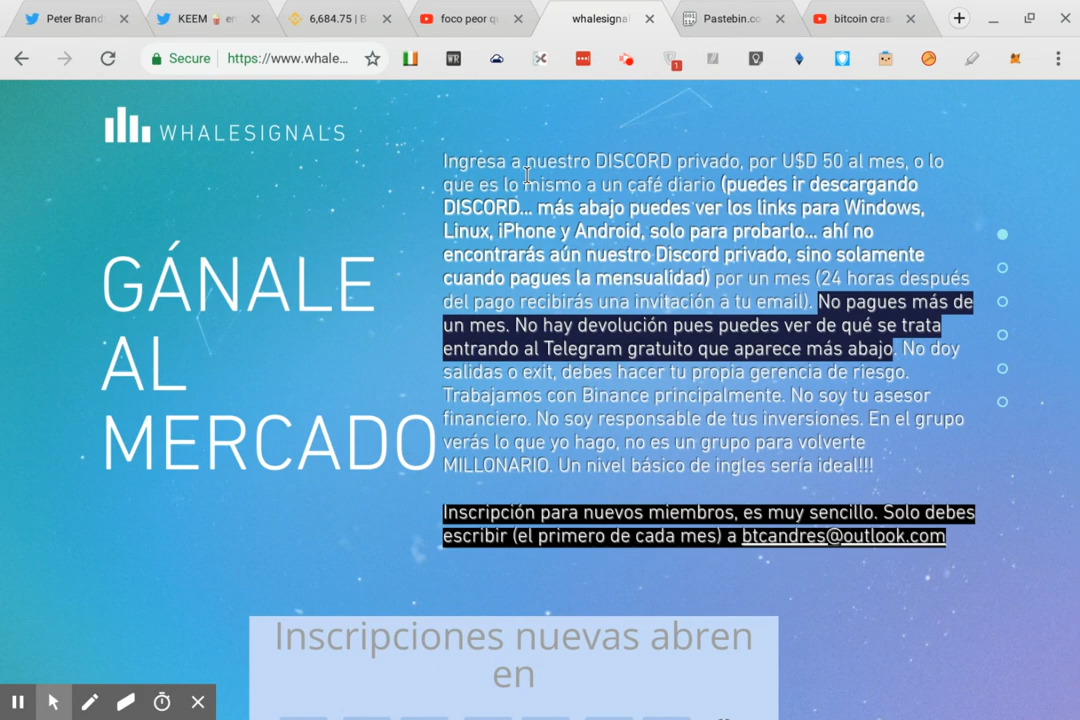 Peter Brand
KEEM
en
6,684.75 | B
foco peor q
whalesignal
Pastebin.co
bitcoin cras
Secure
https://www.whale...
WR
1
WHALESIGNALS
GÁNALE
AL
MERCADO
Ingresa a nuestro DISCORD privado, por U$D 50 al mes, o lo
que es lo mismo a un café diario (puedes ir descargando
DISCORD... más abajo puedes ver los links para Windows,
Linux, iPhone y Android, solo para probarlo... ahí no
encontrarás aún nuestro Discord privado, sino solamente
cuando pagues la mensualidad) por un mes (24 horas después
del pago recibirás una invitación a tu email). No pagues más de
un mes. No hay devolución pues puedes ver de qué se trata
entrando al Telegram gratuito que aparece más abajo. No doy
salidas o exit, debes hacer tu propia gerencia de riesgo.
Trabajamos con Binance principalmente. No soy tu asesor
financiero. No soy responsable de tus inversiones. En el grupo
verás lo que yo hago, no es un grupo para volverte
MILLONARIO. Un nivel básico de ingles sería ideal!!!
Inscripción para nuevos miembros, es muy sencillo. Solo debes
escribir (el primero de cada mes) a btcandres@outlook.com
Inscripciones nuevas abren
en